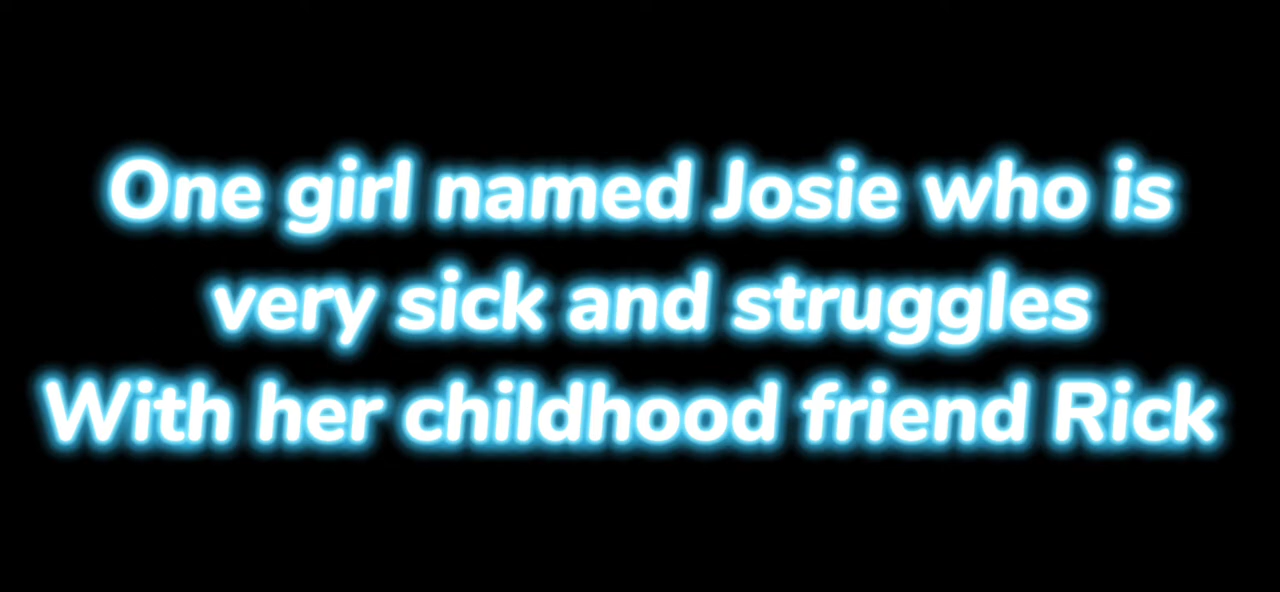 One girl named Josie who is
very sick and struggles
With her childhood friend Rick